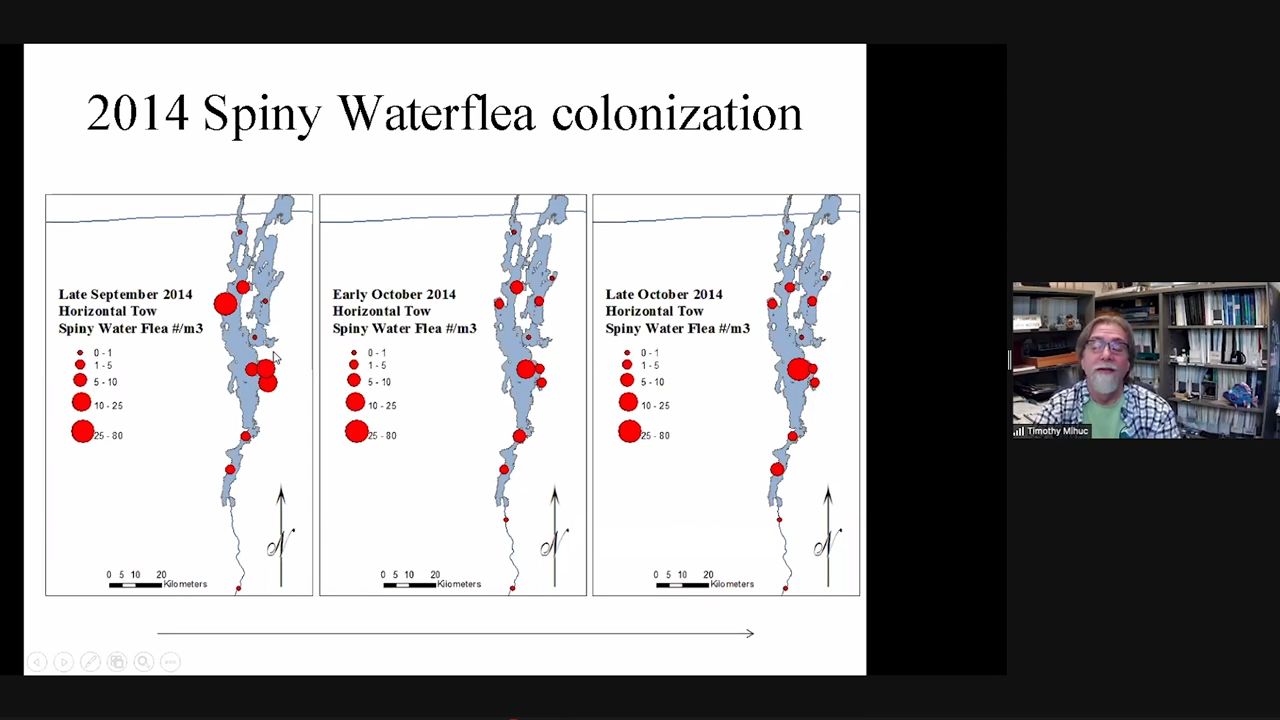 2014 Spiny Waterflea colonization
Late September 2014
Horizontal Tow
Spiny Water Flea #/m3
0 - 1
1 - 5
5 - 10
10 - 25
25 - 80
N
0 5 10 20
Kilometers
Early October 2014
Horizontal Tow
Spiny Water Flea #/m3
0 - 1
1 - 5
5 - 10
10 - 25
25 - 80
N
0 5 10 20
Kilometers
Late October 2014
Horizontal Tow
Spiny Water Flea #/m3
0 - 1
1 - 5
5 - 10
10 - 25
25 - 80
N
0 5 10 20
Kilometers
Timothy Mihuc